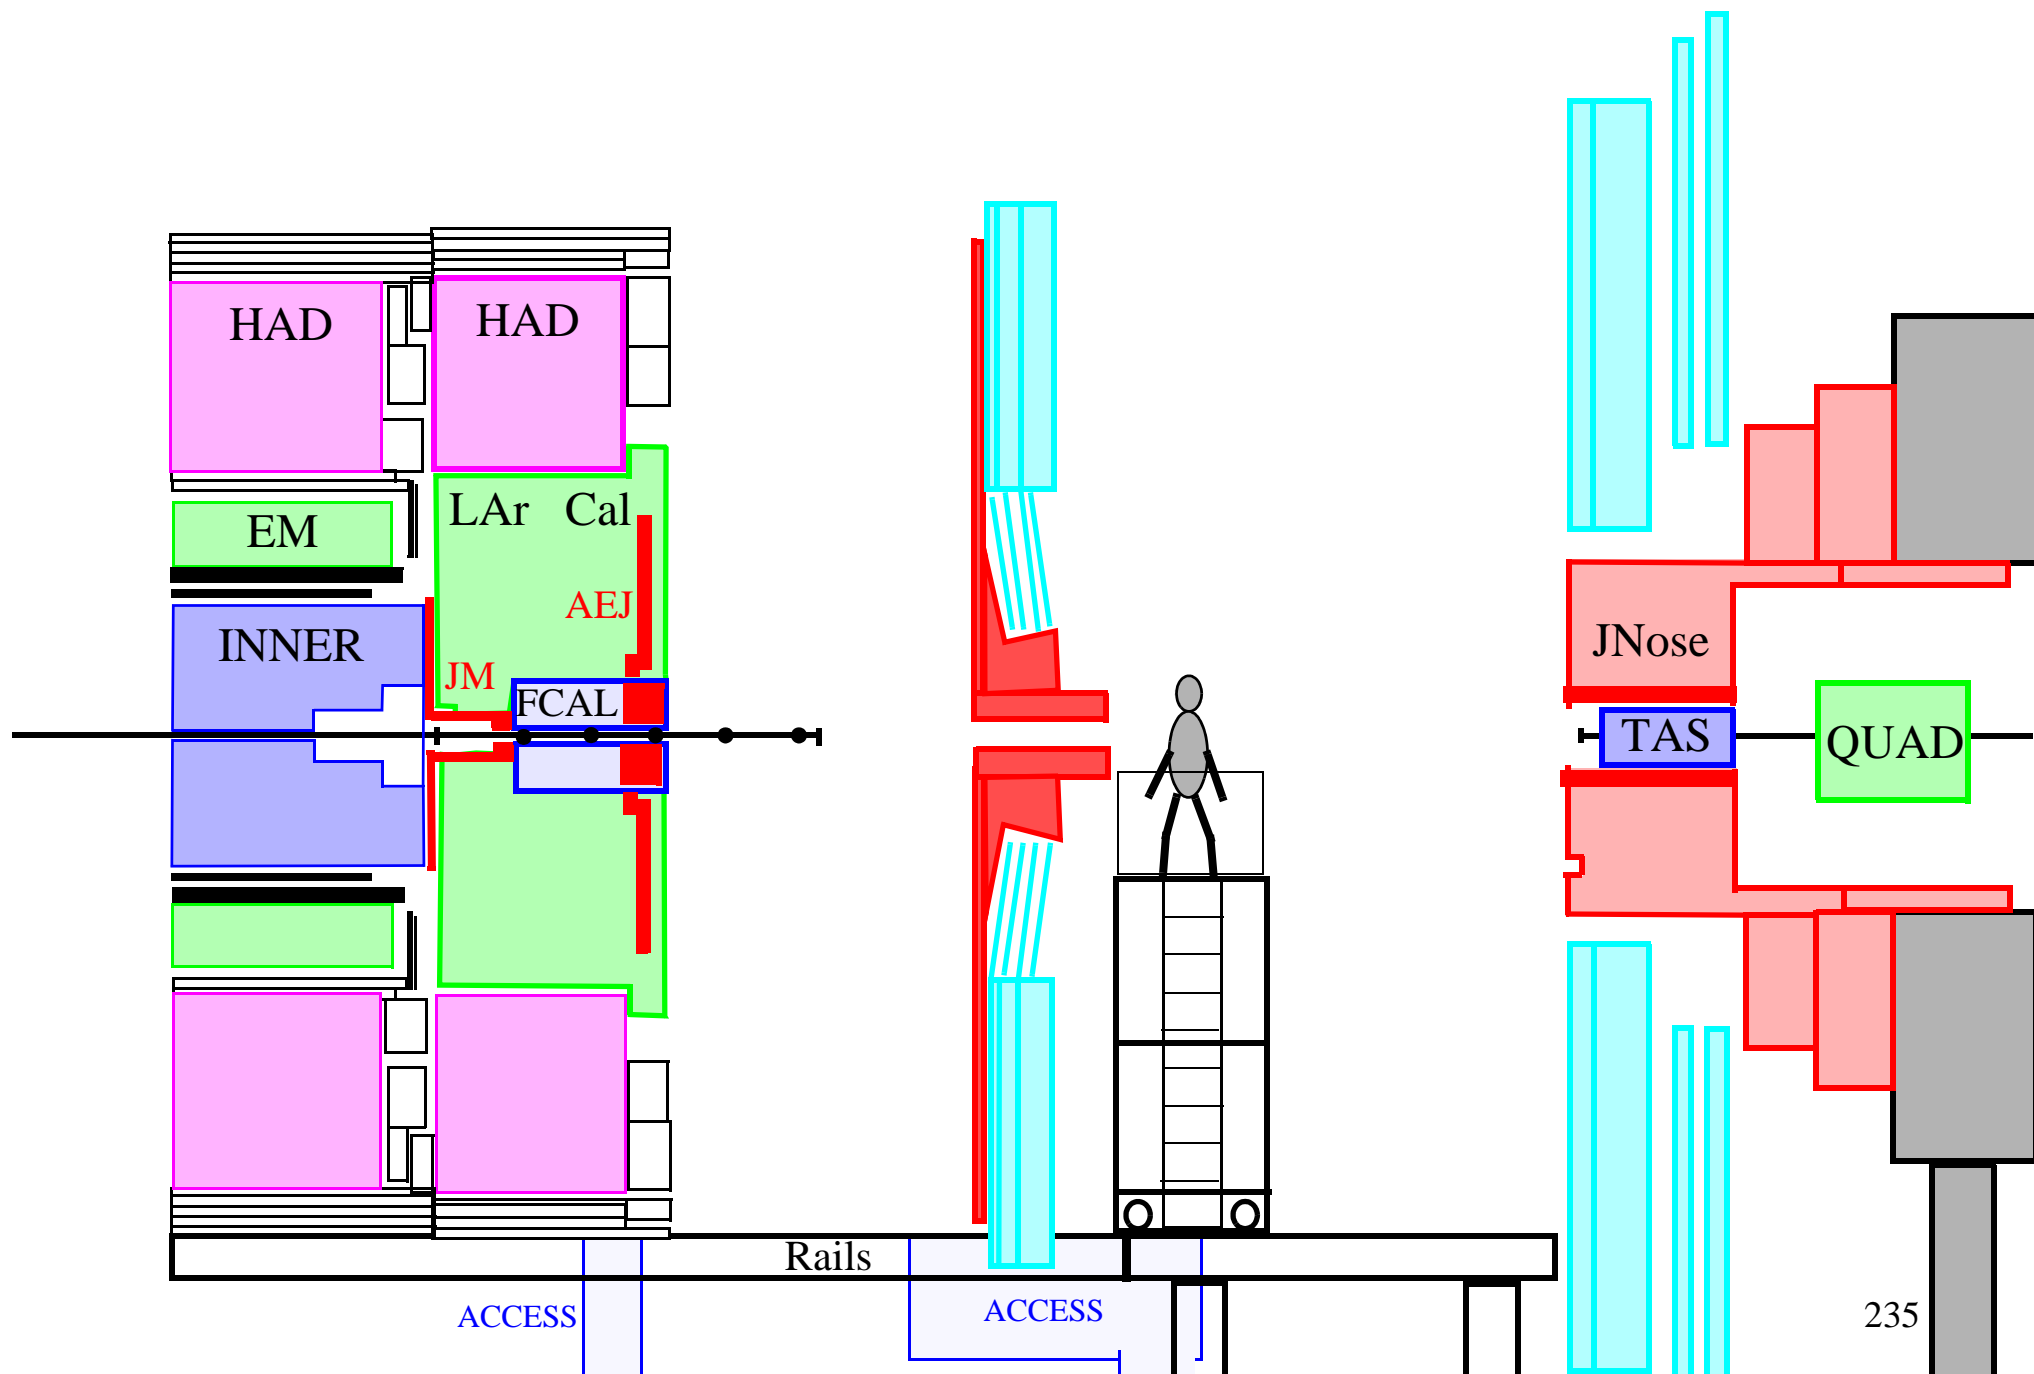 HAD
HAD
LAr Cal
EM
AEJ
INNER
JNose
JM
FCAL
TAS
QUAD
Rails
ACCESS
ACCESS
235